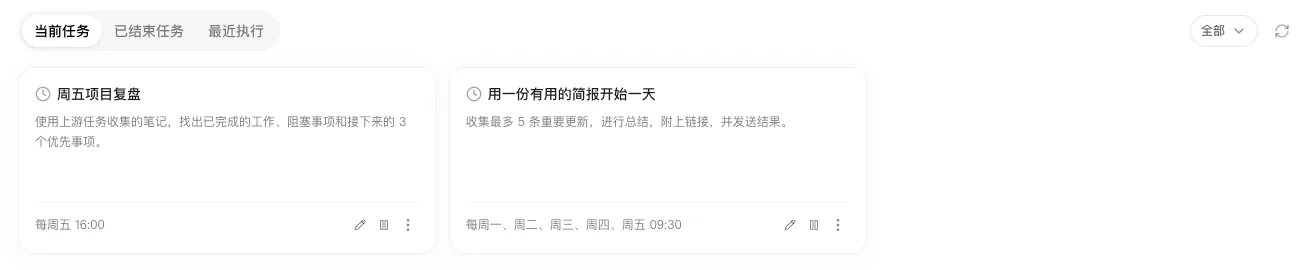 当前任务 已结束任务 最近执行 全部
周五项目复盘
使用上游任务收集的笔记，找出已完成的工作、阻塞事项和接下来的 3
个优先事项。
每周五 16:00
用一份有用的简报开始一天
收集最多 5 条重要更新，进行总结，附上链接，并发送结果。
每周一、周二、周三、周四、周五 09:30